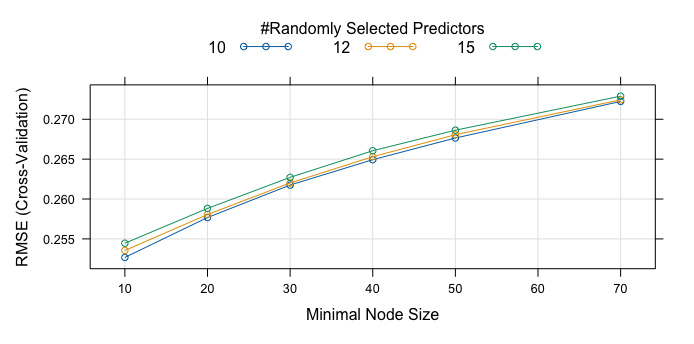 #Randomly Selected Predictors
10 12 15
RMSE (Cross-Validation)
0.270
0.265
0.260
0.255
10 20 30 40 50 60 70
Minimal Node Size